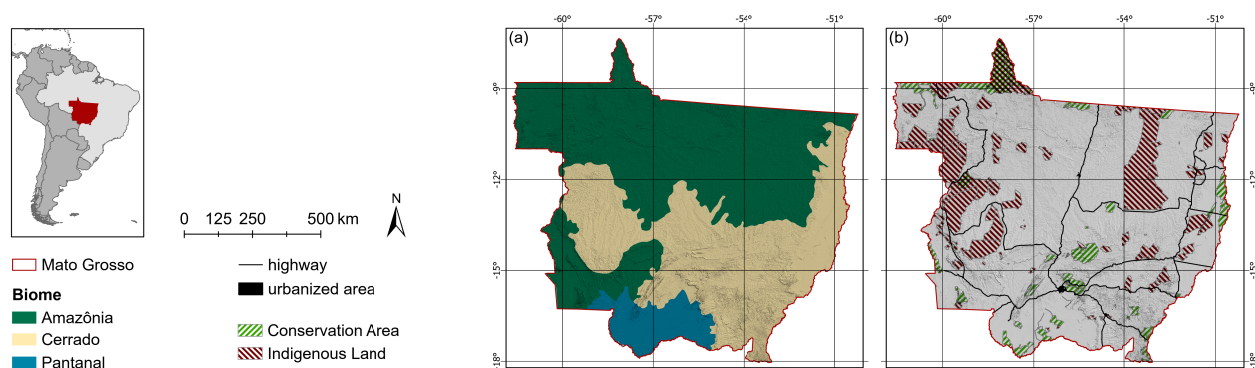 N
0 125 250 500 km
Mato Grosso
Biome
Amazônia
Cerrado
Pantanal
highway
urbanized area
Conservation Area
Indigenous Land
-60° -57° -54° -51°
(a)
-9°
-12°
-15°
-18°
-60° -57° -54° -51°
(b)
-9°
-12°
-15°
-18°